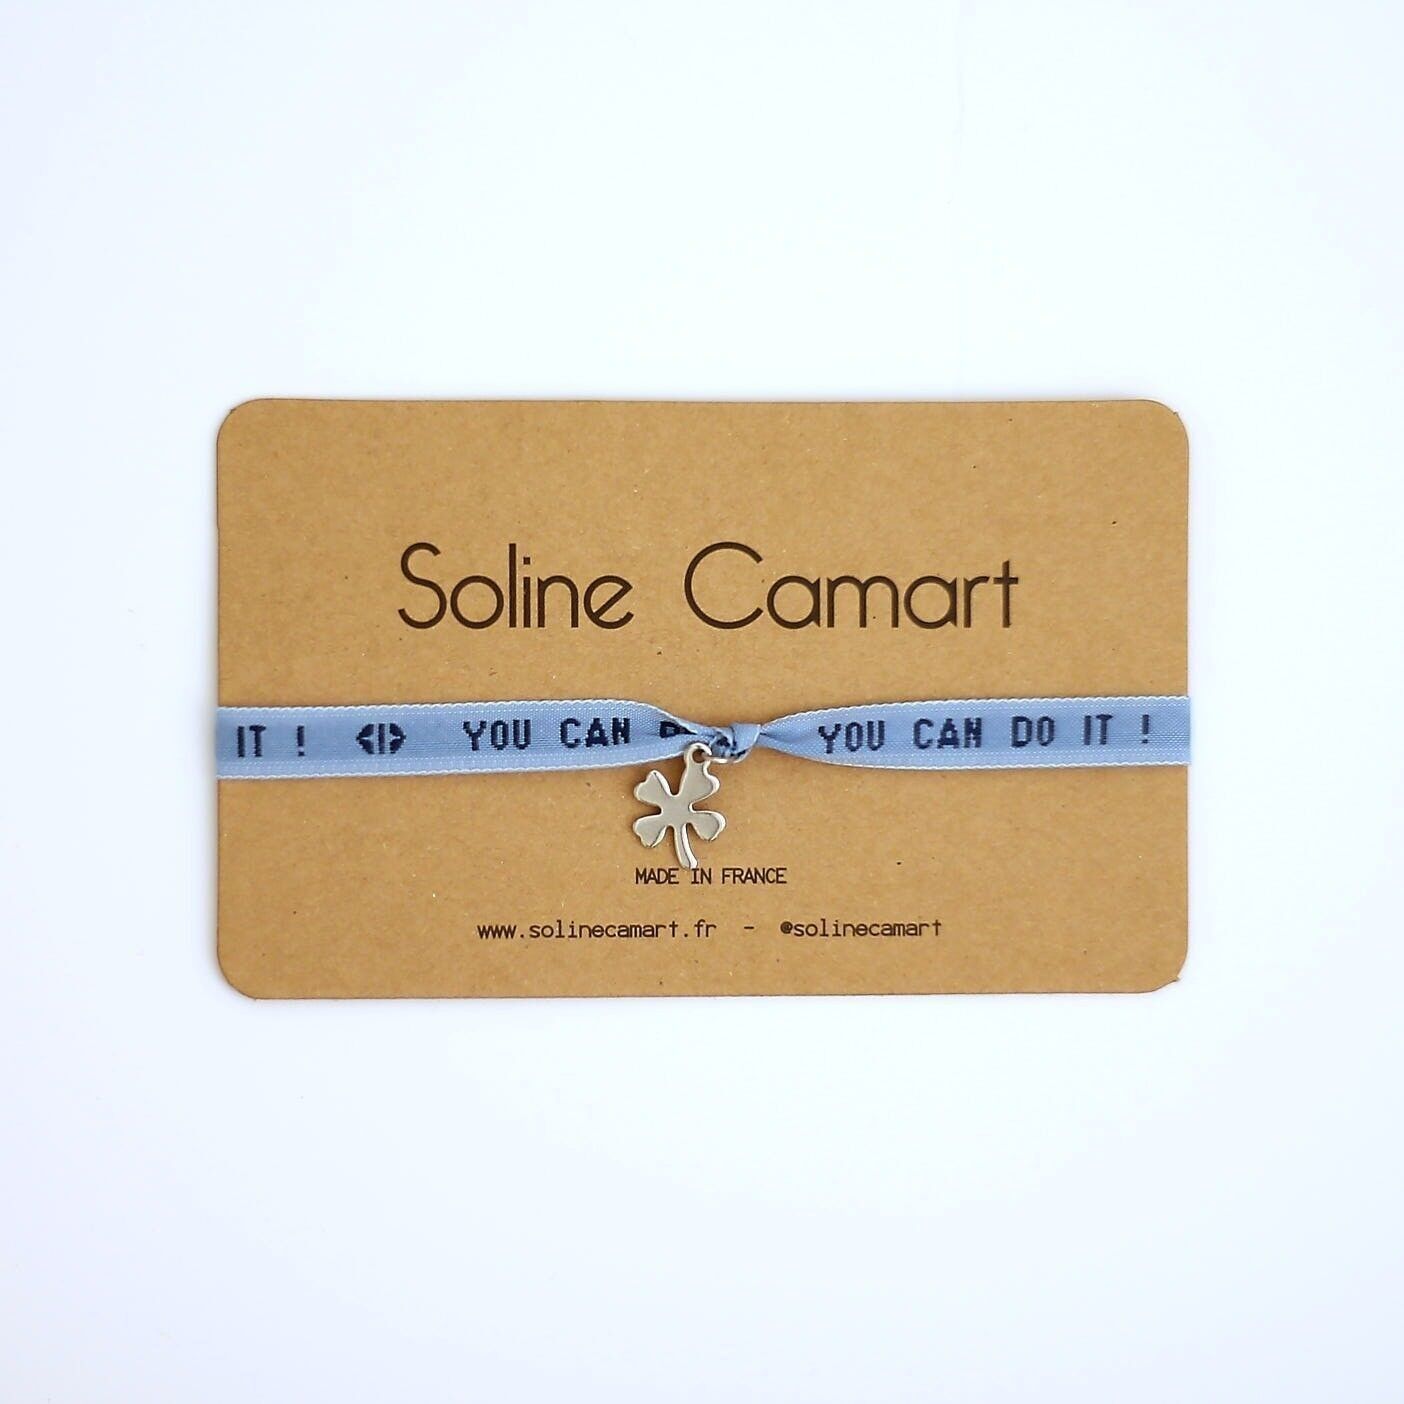 Soline Camart
IT ! <I> YOU CAN YOU CAN DO IT !
MADE IN FRANCE
www.solinecamart.fr - @solinecamart